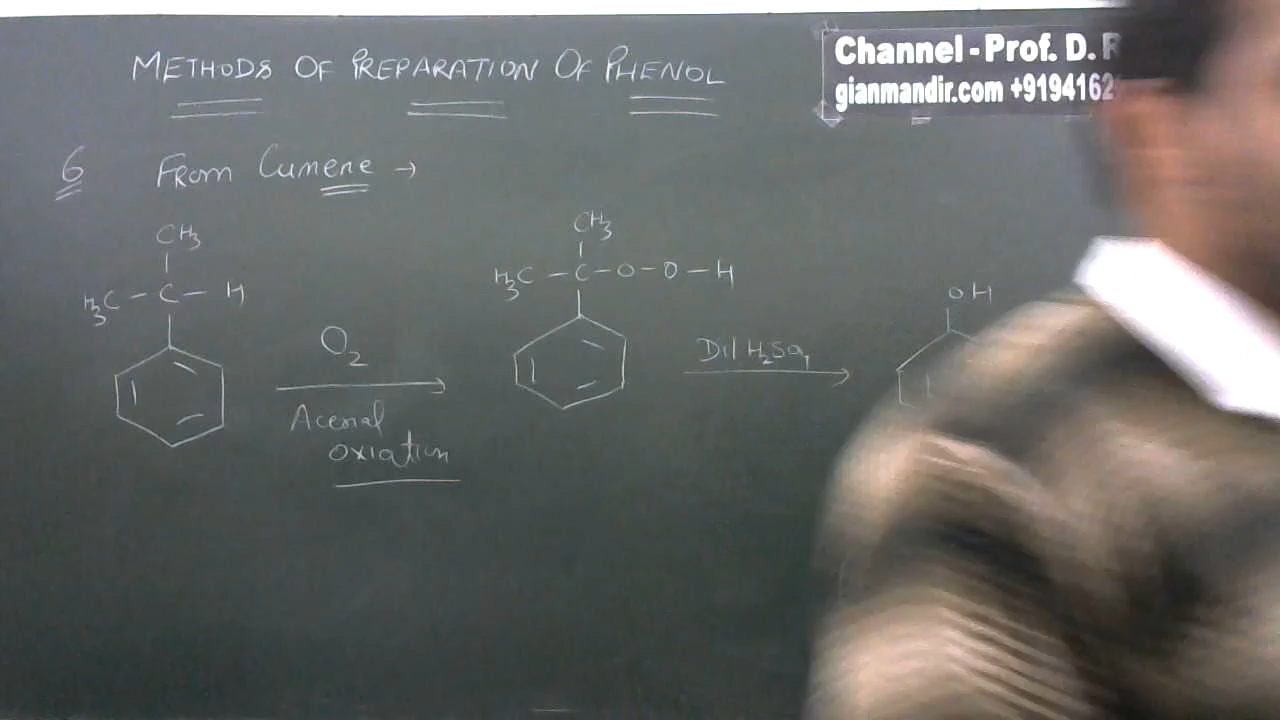 METHODS OF PREPARATION OF PHENOL
Channel - Prof. D. R
gianmandir.com +9194162
6 FROM Cumene →
CH3
H3C - C - H
O2
Acerial
oxiation
CH3
H3C - C - O - O - H
Dil H2SO4
OH